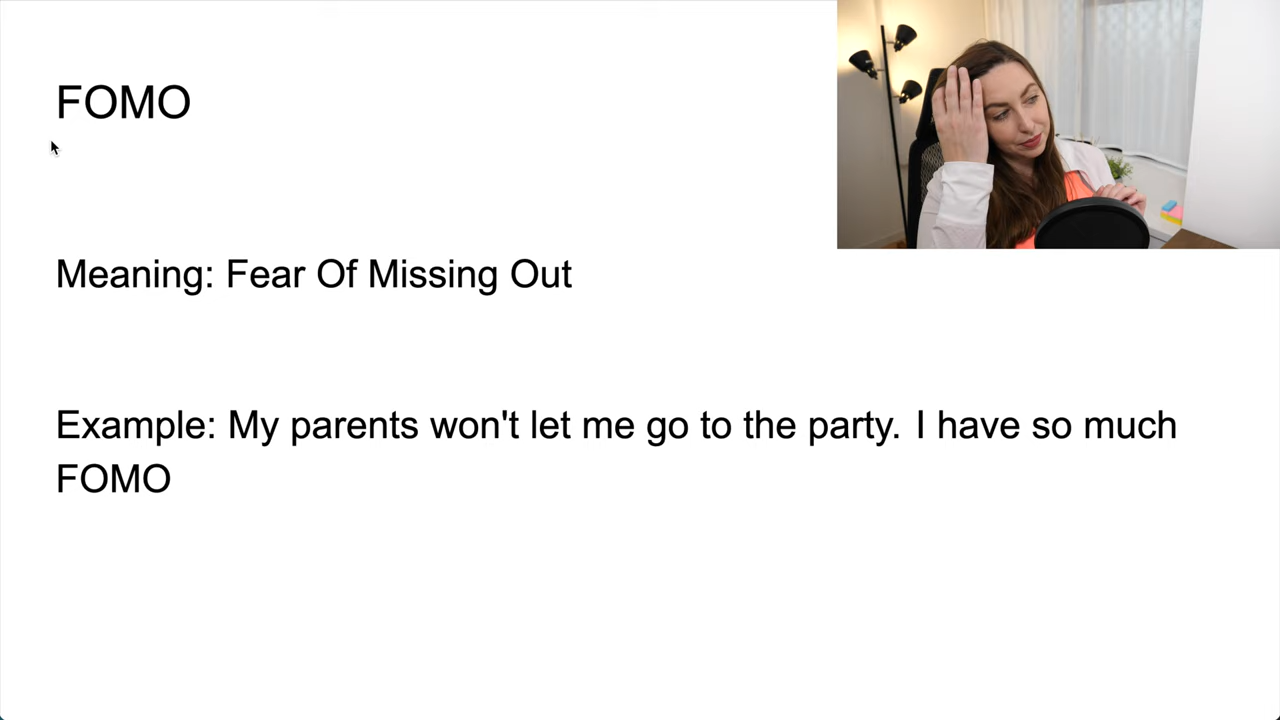 FOMO
Meaning: Fear Of Missing Out
Example: My parents won't let me go to the party. I have so much
FOMO